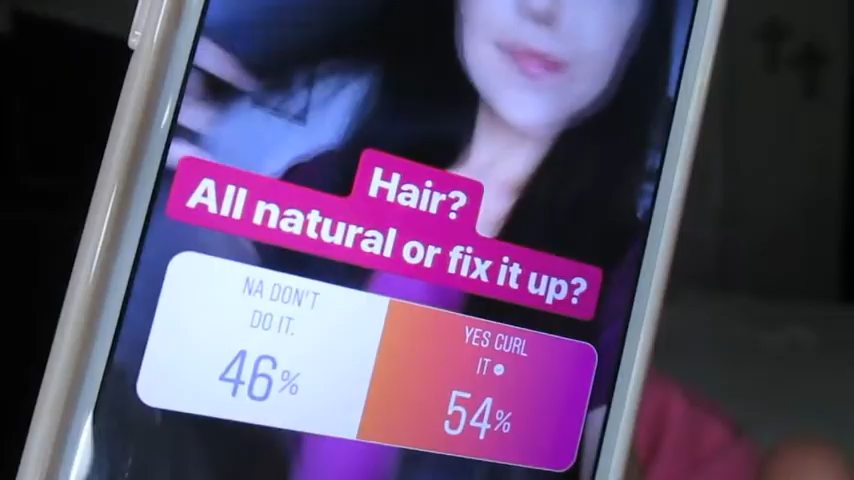 Hair?
All natural or fix it up?
NA DON'T
DO IT.
46%
YES CURL
IT
54%